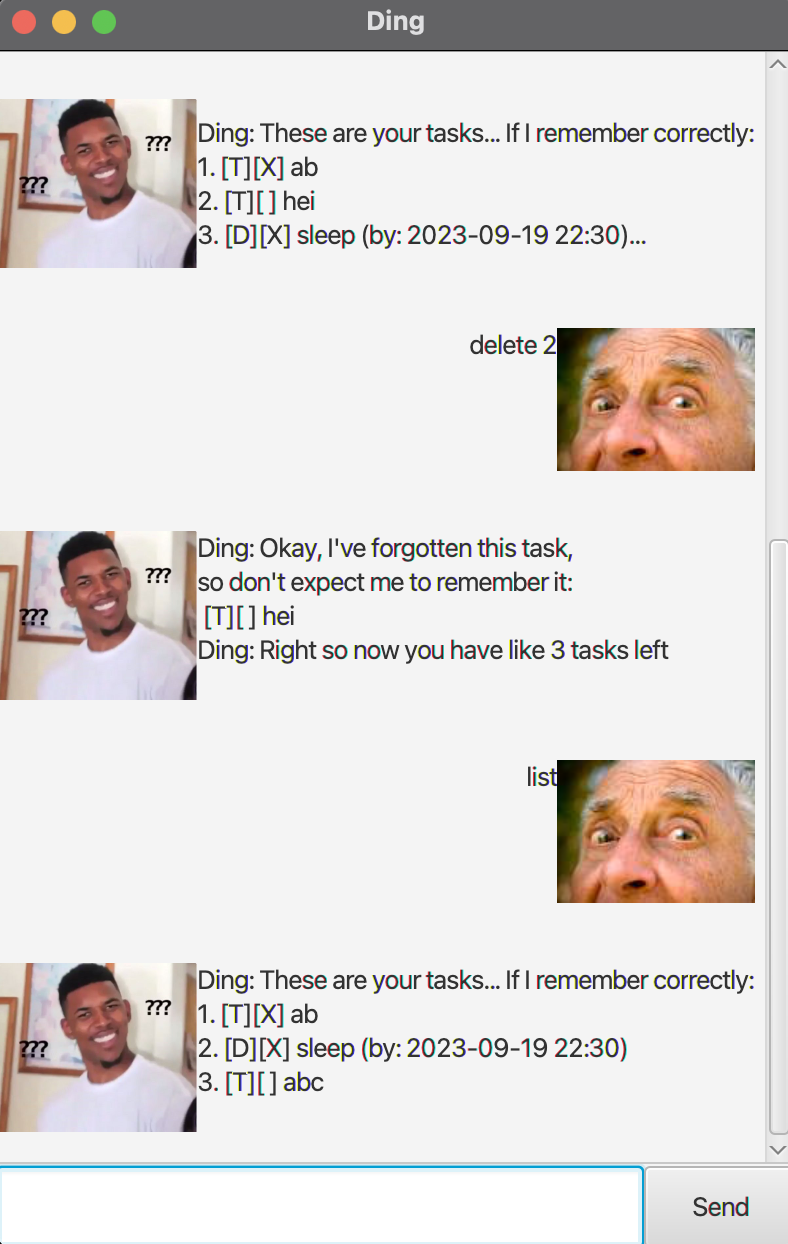 Ding
???
???
Ding: These are your tasks... If I remember correctly:
1. [T][X] ab
2. [T][ ] hei
3. [D][X] sleep (by: 2023-09-19 22:30)...
delete 2
???
???
Ding: Okay, I've forgotten this task,
so don't expect me to remember it:
[T][ ] hei
Ding: Right so now you have like 3 tasks left
list
???
???
Ding: These are your tasks... If I remember correctly:
1. [T][X] ab
2. [D][X] sleep (by: 2023-09-19 22:30)
3. [T][ ] abc
Send